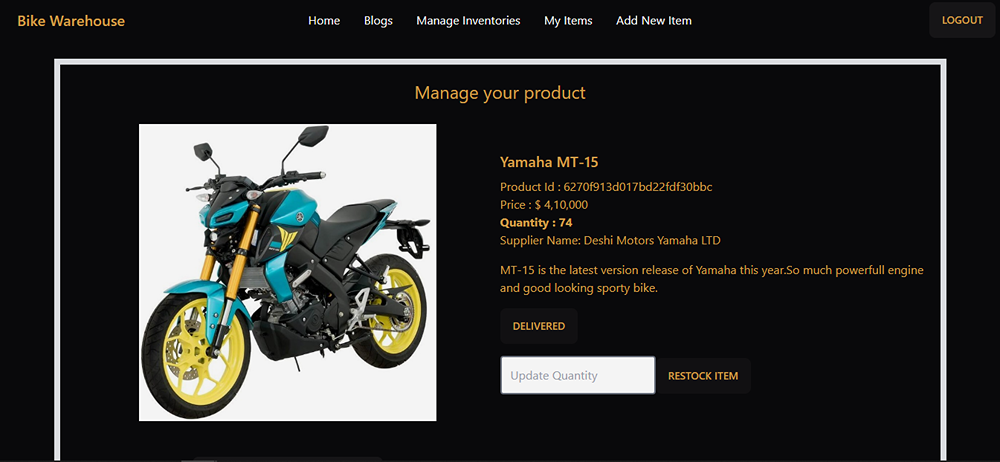 Bike Warehouse
Home
Blogs
Manage Inventories
My Items
Add New Item
LOGOUT
Manage your product
Yamaha MT-15
Product Id : 6270f913d017bd22fdf30bbc
Price : $ 4,10,000
Quantity : 74
Supplier Name: Deshi Motors Yamaha LTD
MT-15 is the latest version release of Yamaha this year.So much powerfull engine
and good looking sporty bike.
DELIVERED
Update Quantity
RESTOCK ITEM